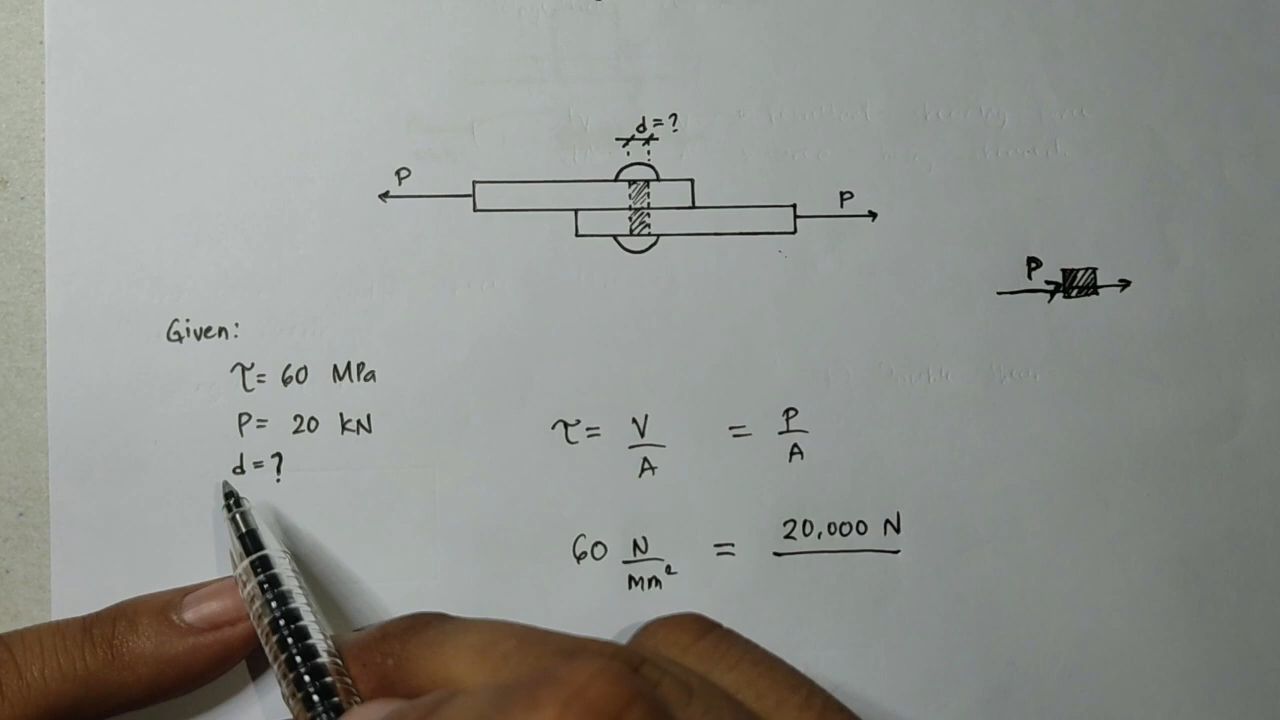 d=?
P
P
P
Given:
τ= 60 MPa
P= 20 KN
d=?
τ= V/A = P/A
60 N/mm² = 20,000 N